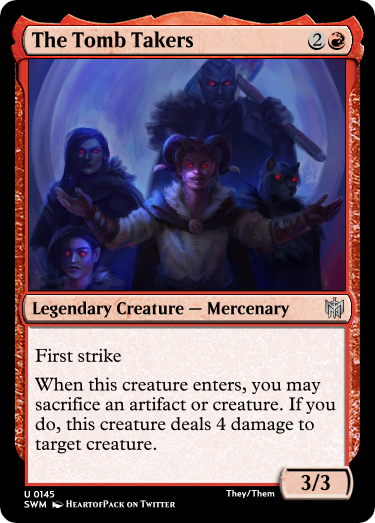 The Tomb Takers 2
Legendary Creature — Mercenary
First strike
When this creature enters, you may
sacrifice an artifact or creature. If you
do, this creature deals 4 damage to
target creature.
3/3
U 0145
They/Them
SWM HeartofPack on Twitter